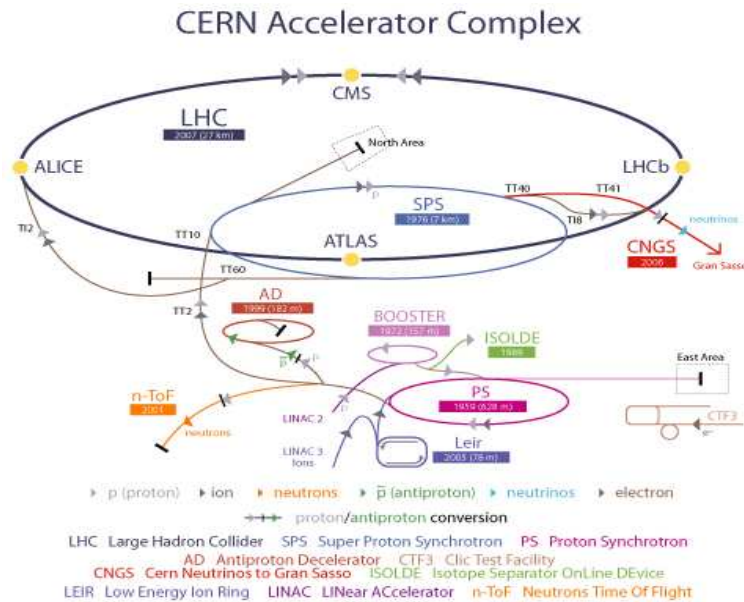 CERN Accelerator Complex
CMS
LHC
2007 (27 km)
North Area
ALICE
LHCb
TT40
TT41
SPS
1976 (7 km)
TI8
neutrinos
TI2
TT10
ATLAS
CNGS
2006
Gran Sasso
TT60
AD
1999 (182 m)
TT2
BOOSTER
1972 (157 m)
ISOLDE
1989
East Area
n-ToF
2001
LINAC 2
PS
1959 (628 m)
neutrons
CTF3
e-
LINAC 3
Ions
Leir
2005 (78 m)
p (proton) ion neutrons p̄ (antiproton) neutrinos electron
proton/antiproton conversion
LHC Large Hadron Collider SPS Super Proton Synchrotron PS Proton Synchrotron
AD Antiproton Decelerator CTF3 Clic Test Facility
CNGS Cern Neutrinos to Gran Sasso ISOLDE Isotope Separator OnLine DEvice
LEIR Low Energy Ion Ring LINAC LINear ACcelerator n-ToF Neutrons Time Of Flight